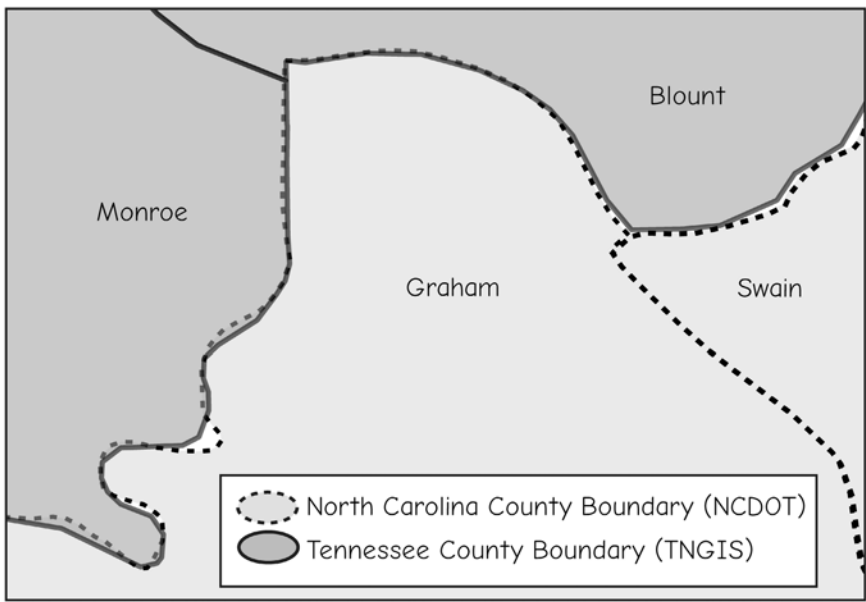 Blount
Monroe
Graham
Swain
North Carolina County Boundary (NCDOT)
Tennessee County Boundary (TNGIS)